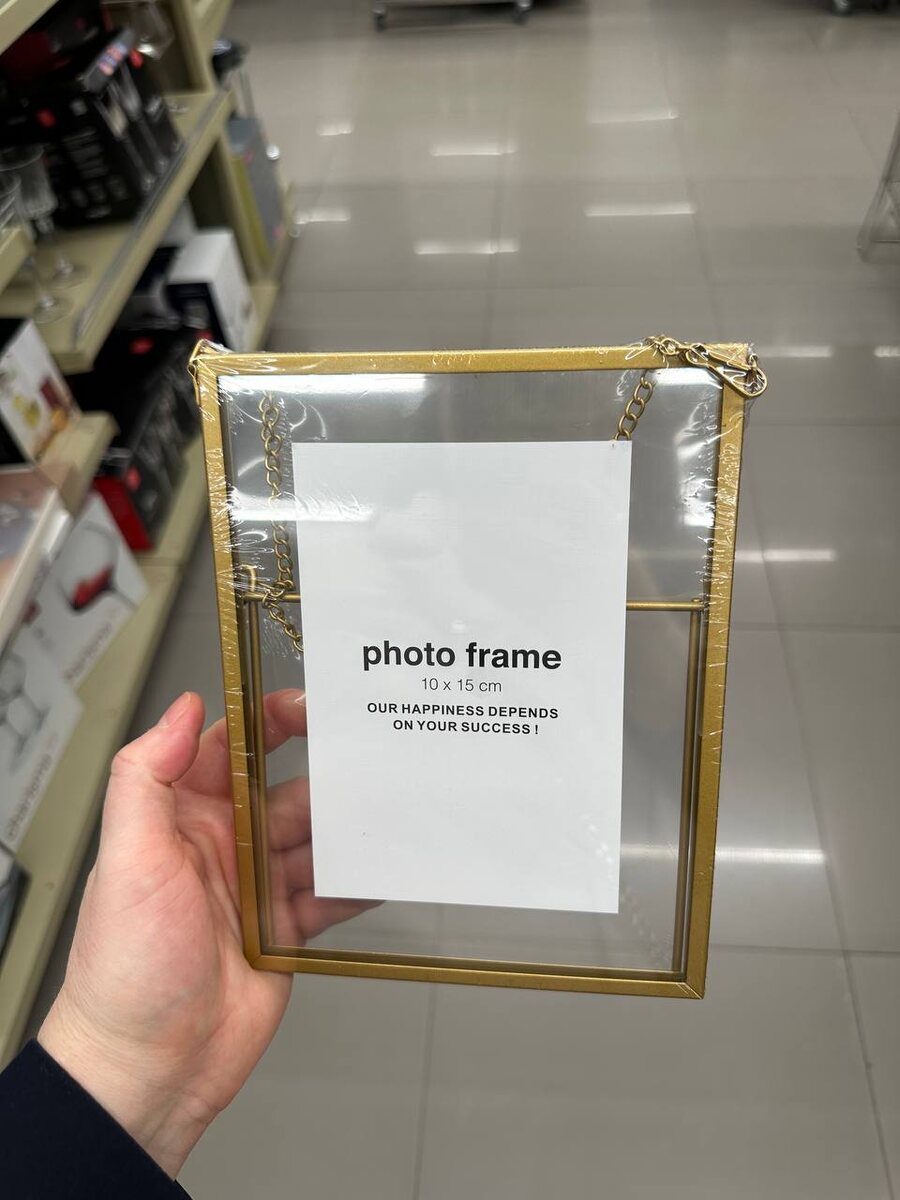 photo frame
10 x 15 cm
OUR HAPPINESS DEPENDS
ON YOUR SUCCESS !